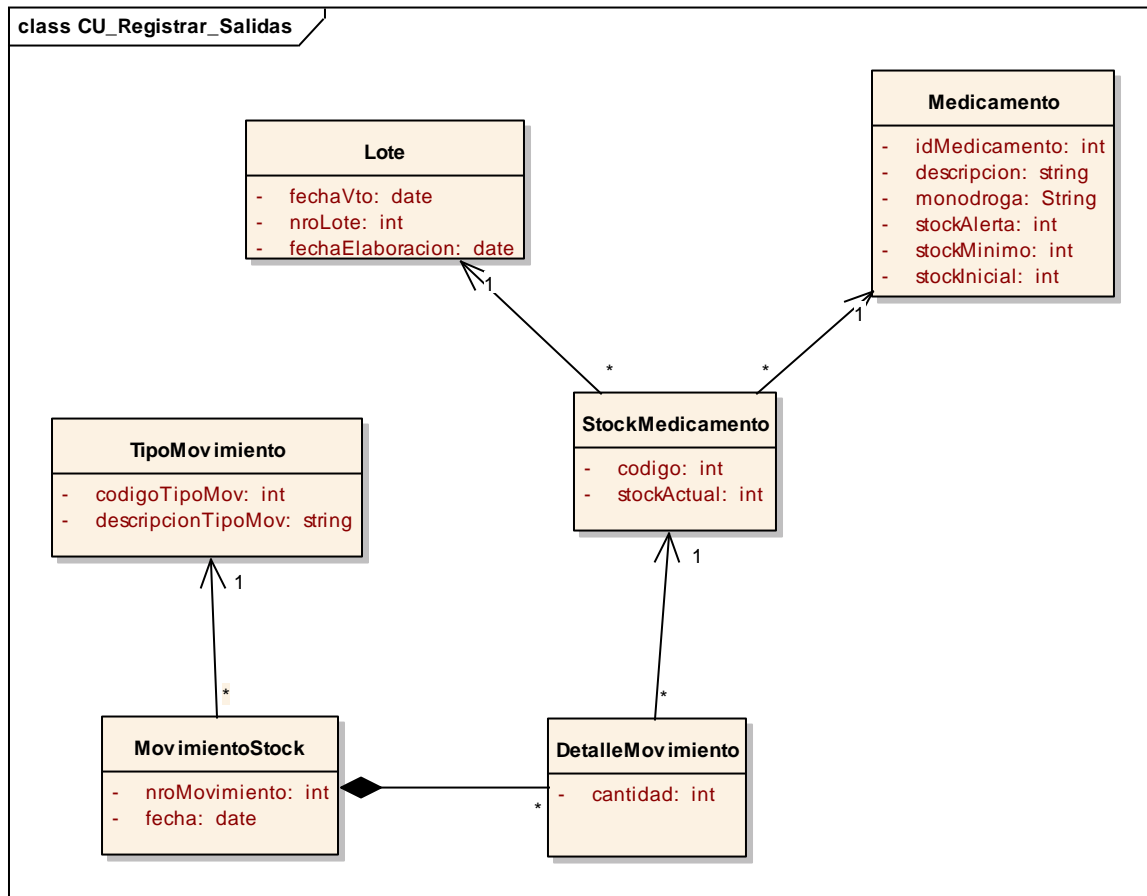 class CU_Registrar_Salidas
Medicamento
- idMedicamento: int
- descripcion: string
- monodroga: String
- stockAlerta: int
- stockMinimo: int
- stockInicial: int
Lote
- fechaVto: date
- nroLote: int
- fechaElaboracion: date
1
1
*
*
StockMedicamento
- codigo: int
- stockActual: int
TipoMovimiento
- codigoTipoMov: int
- descripcionTipoMov: string
1
1
*
*
MovimientoStock
- nroMovimiento: int
- fecha: date
DetalleMovimiento
- cantidad: int
*